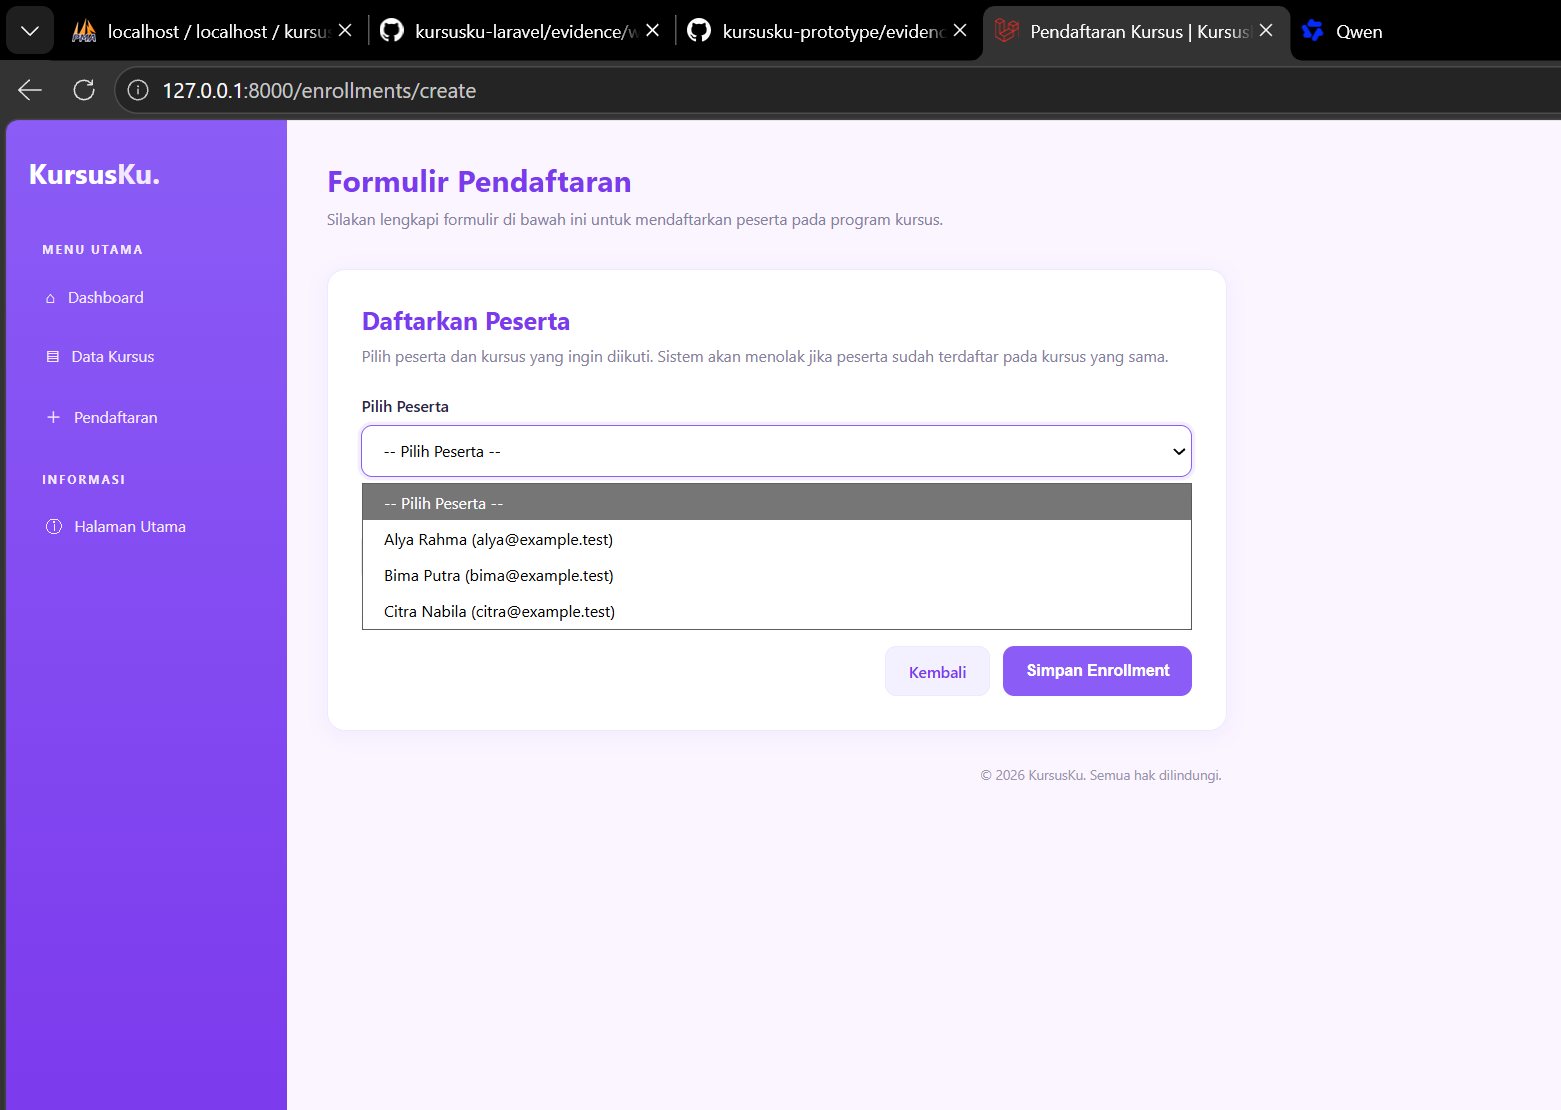 localhost / localhost / kursus
kursusku-laravel/evidence/w
kursusku-prototype/evidenc
Pendaftaran Kursus | Kursus
Qwen
127.0.0.1:8000/enrollments/create
KursusKu.
MENU UTAMA
Dashboard
Data Kursus
Pendaftaran
INFORMASI
Halaman Utama
Formulir Pendaftaran
Silakan lengkapi formulir di bawah ini untuk mendaftarkan peserta pada program kursus.
Daftarkan Peserta
Pilih peserta dan kursus yang ingin diikuti. Sistem akan menolak jika peserta sudah terdaftar pada kursus yang sama.
Pilih Peserta
-- Pilih Peserta --
-- Pilih Peserta --
Alya Rahma (alya@example.test)
Bima Putra (bima@example.test)
Citra Nabila (citra@example.test)
Kembali
Simpan Enrollment
© 2026 KursusKu. Semua hak dilindungi.